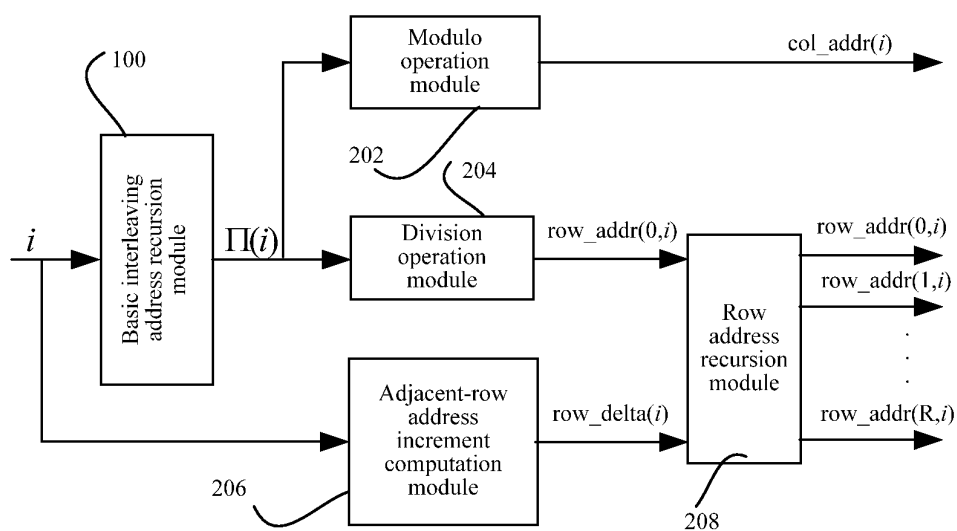 100
Modulo
operation
module
col_addr(i)
202
204
Basic interleaving
address recursion
module
i
Π(i)
Division
operation
module
row_addr(0,i)
row_addr(0,i)
row_addr(1,i)
.
.
.
Row
address
recursion
module
Adjacent-row
address
increment
computation
module
row_delta(i)
row_addr(R,i)
206
208